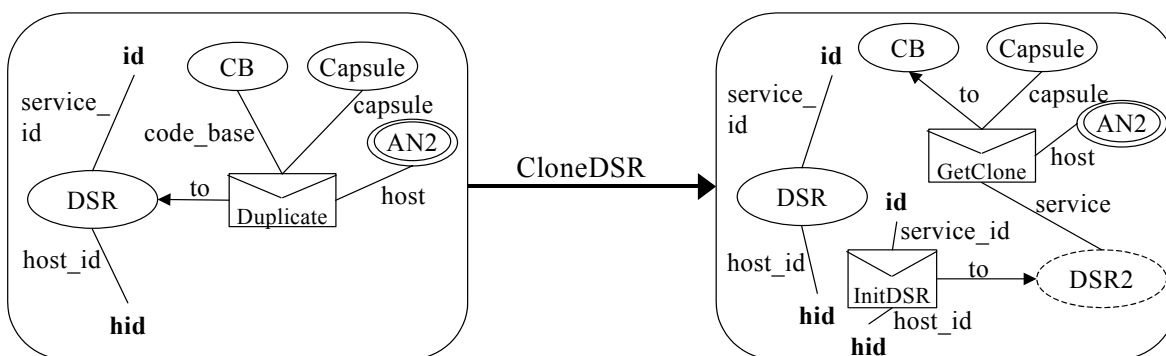 id
CB
Capsule
service_
id
code_base
capsule
AN2
DSR
to
Duplicate
host
host_id
hid
CloneDSR
id
CB
Capsule
service_
id
to
capsule
AN2
GetClone
host
DSR
id
service
service_id
host_id
to
DSR2
InitDSR
hid
host_id
hid